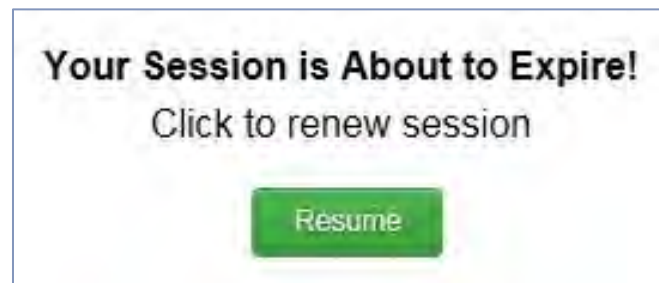 Your Session is About to Expire!
Click to renew session
Resume